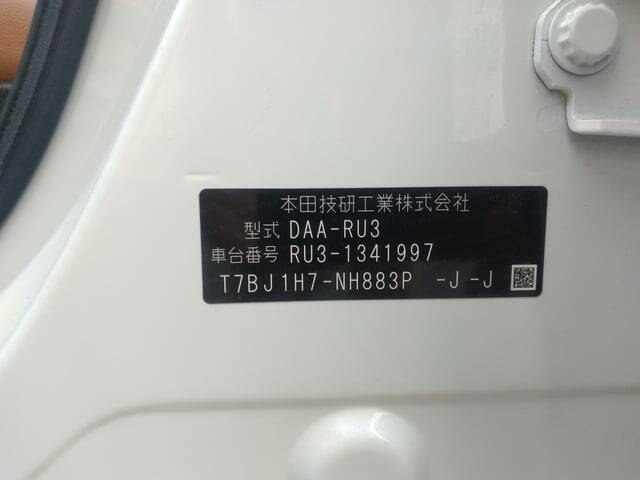 本田技研工業株式会社
型式 DAA-RU3
車台番号 RU3-1341997
T7BJ1H7-NH883P -J -J